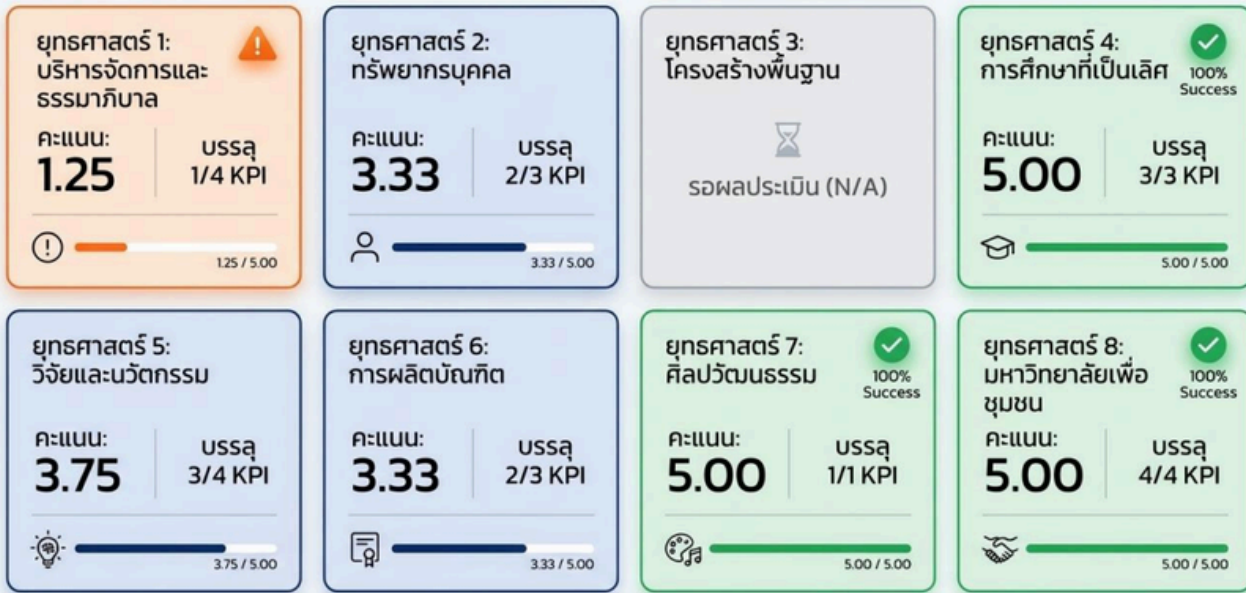 ยุทธศาสตร์ 1:
บริหารจัดการและ
ธรรมาภิบาล
คะแนน:
1.25
บรรลุ
1/4 KPI
1.25 / 5.00
ยุทธศาสตร์ 2:
ทรัพยากรบุคคล
คะแนน:
3.33
บรรลุ
2/3 KPI
3.33 / 5.00
ยุทธศาสตร์ 3:
โครงสร้างพื้นฐาน
รอผลประเมิน (N/A)
ยุทธศาสตร์ 4:
การศึกษาที่เป็นเลิศ
100%
Success
คะแนน:
5.00
บรรลุ
3/3 KPI
5.00 / 5.00
ยุทธศาสตร์ 5:
วิจัยและนวัตกรรม
คะแนน:
3.75
บรรลุ
3/4 KPI
3.75 / 5.00
ยุทธศาสตร์ 6:
การผลิตบัณฑิต
คะแนน:
3.33
บรรลุ
2/3 KPI
3.33 / 5.00
ยุทธศาสตร์ 7:
ศิลปวัฒนธรรม
100%
Success
คะแนน:
5.00
บรรลุ
1/1 KPI
5.00 / 5.00
ยุทธศาสตร์ 8:
มหาวิทยาลัยเพื่อ
ชุมชน
100%
Success
คะแนน:
5.00
บรรลุ
4/4 KPI
5.00 / 5.00